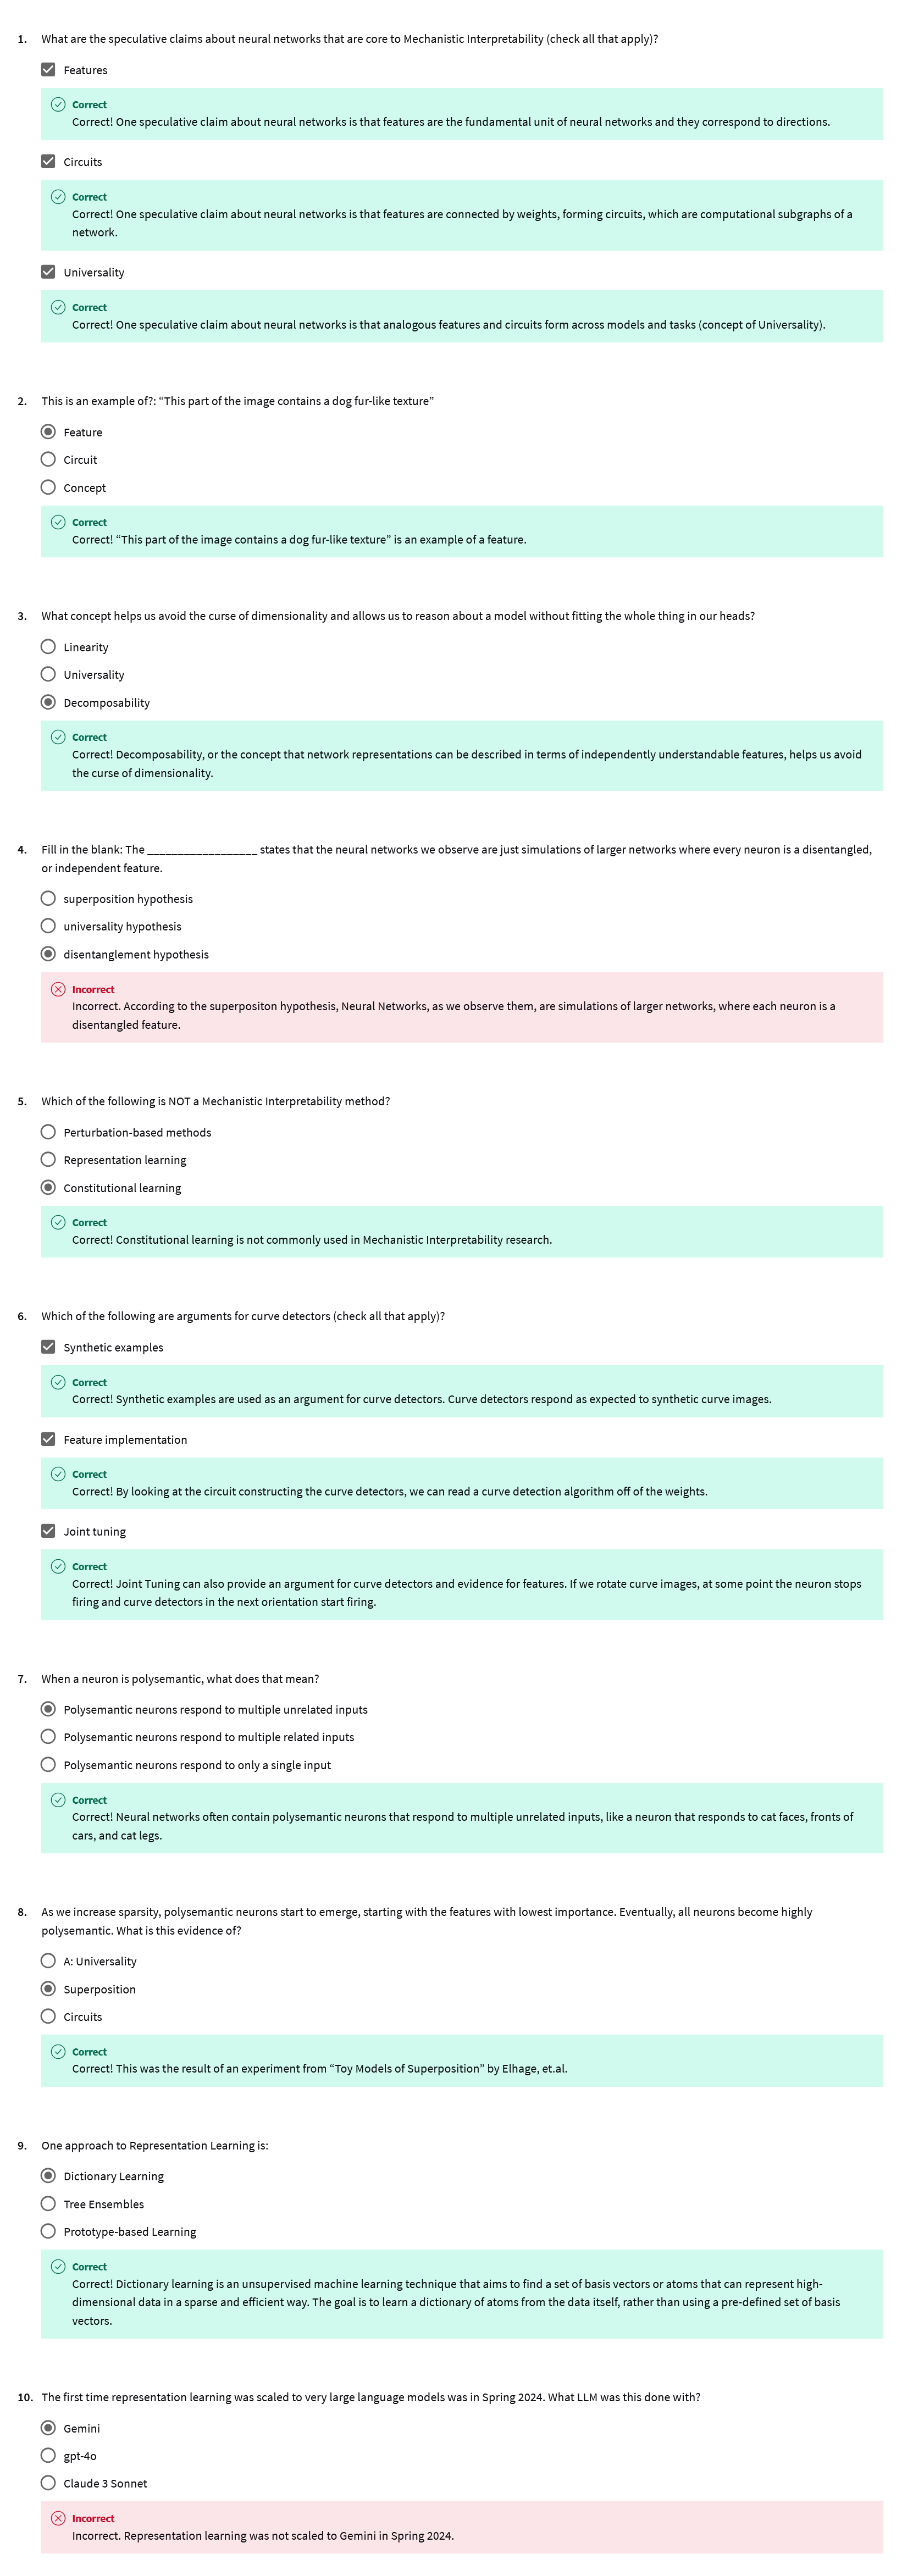 1. What are the speculative claims about neural networks that are core to Mechanistic Interpretability (check all that apply)?
Features
Correct
Correct! One speculative claim about neural networks is that features are the fundamental unit of neural networks and they correspond to directions.
Circuits
Correct
Correct! One speculative claim about neural networks is that features are connected by weights, forming circuits, which are computational subgraphs of a
network.
Universality
Correct
Correct! One speculative claim about neural networks is that analogous features and circuits form across models and tasks (concept of Universality).
2. This is an example of?: “This part of the image contains a dog fur-like texture”
Feature
Circuit
Concept
Correct
Correct! “This part of the image contains a dog fur-like texture” is an example of a feature.
3. What concept helps us avoid the curse of dimensionality and allows us to reason about a model without fitting the whole thing in our heads?
Linearity
Universality
Decomposability
Correct
Correct! Decomposability, or the concept that network representations can be described in terms of independently understandable features, helps us avoid
the curse of dimensionality.
4. Fill in the blank: The __________________ states that the neural networks we observe are just simulations of larger networks where every neuron is a disentangled,
or independent feature.
superposition hypothesis
universality hypothesis
disentanglement hypothesis
Incorrect
Incorrect. According to the superpositon hypothesis, Neural Networks, as we observe them, are simulations of larger networks, where each neuron is a
disentangled feature.
5. Which of the following is NOT a Mechanistic Interpretability method?
Perturbation-based methods
Representation learning
Constitutional learning
Correct
Correct! Constitutional learning is not commonly used in Mechanistic Interpretability research.
6. Which of the following are arguments for curve detectors (check all that apply)?
Synthetic examples
Correct
Correct! Synthetic examples are used as an argument for curve detectors. Curve detectors respond as expected to synthetic curve images.
Feature implementation
Correct
Correct! By looking at the circuit constructing the curve detectors, we can read a curve detection algorithm off of the weights.
Joint tuning
Correct
Correct! Joint Tuning can also provide an argument for curve detectors and evidence for features. If we rotate curve images, at some point the neuron stops
firing and curve detectors in the next orientation start firing.
7. When a neuron is polysemantic, what does that mean?
Polysemantic neurons respond to multiple unrelated inputs
Polysemantic neurons respond to multiple related inputs
Polysemantic neurons respond to only a single input
Correct
Correct! Neural networks often contain polysemantic neurons that respond to multiple unrelated inputs, like a neuron that responds to cat faces, fronts of
cars, and cat legs.
8. As we increase sparsity, polysemantic neurons start to emerge, starting with the features with lowest importance. Eventually, all neurons become highly
polysemantic. What is this evidence of?
A: Universality
Superposition
Circuits
Correct
Correct! This was the result of an experiment from “Toy Models of Superposition” by Elhage, et.al.
9. One approach to Representation Learning is:
Dictionary Learning
Tree Ensembles
Prototype-based Learning
Correct
Correct! Dictionary learning is an unsupervised machine learning technique that aims to find a set of basis vectors or atoms that can represent high-
dimensional data in a sparse and efficient way. The goal is to learn a dictionary of atoms from the data itself, rather than using a pre-defined set of basis
vectors.
10. The first time representation learning was scaled to very large language models was in Spring 2024. What LLM was this done with?
Gemini
gpt-4o
Claude 3 Sonnet
Incorrect
Incorrect. Representation learning was not scaled to Gemini in Spring 2024.